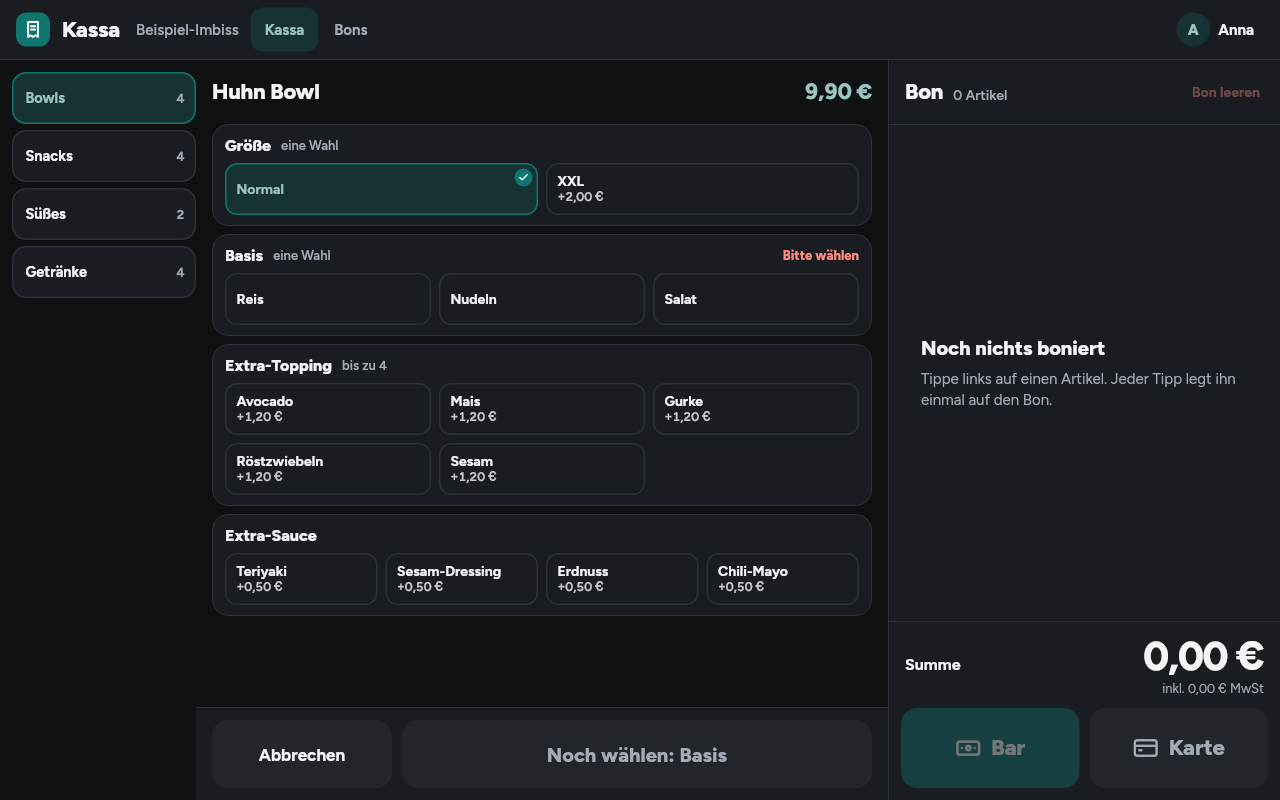 Kassa Beispiel-Imbiss Kassa Bons
A Anna
Bowls 4
Snacks 4
Süßes 2
Getränke 4
Huhn Bowl 9,90 €
Größe eine Wahl
Normal
XXL
+2,00 €
Basis eine Wahl Bitte wählen
Reis
Nudeln
Salat
Extra-Topping bis zu 4
Avocado
+1,20 €
Mais
+1,20 €
Gurke
+1,20 €
Röstzwiebeln
+1,20 €
Sesam
+1,20 €
Extra-Sauce
Teriyaki
+0,50 €
Sesam-Dressing
+0,50 €
Erdnuss
+0,50 €
Chili-Mayo
+0,50 €
Abbrechen
Noch wählen: Basis
Bon 0 Artikel Bon leeren
Noch nichts boniert
Tippe links auf einen Artikel. Jeder Tipp legt ihn
einmal auf den Bon.
Summe 0,00 €
inkl. 0,00 € MwSt
Bar
Karte